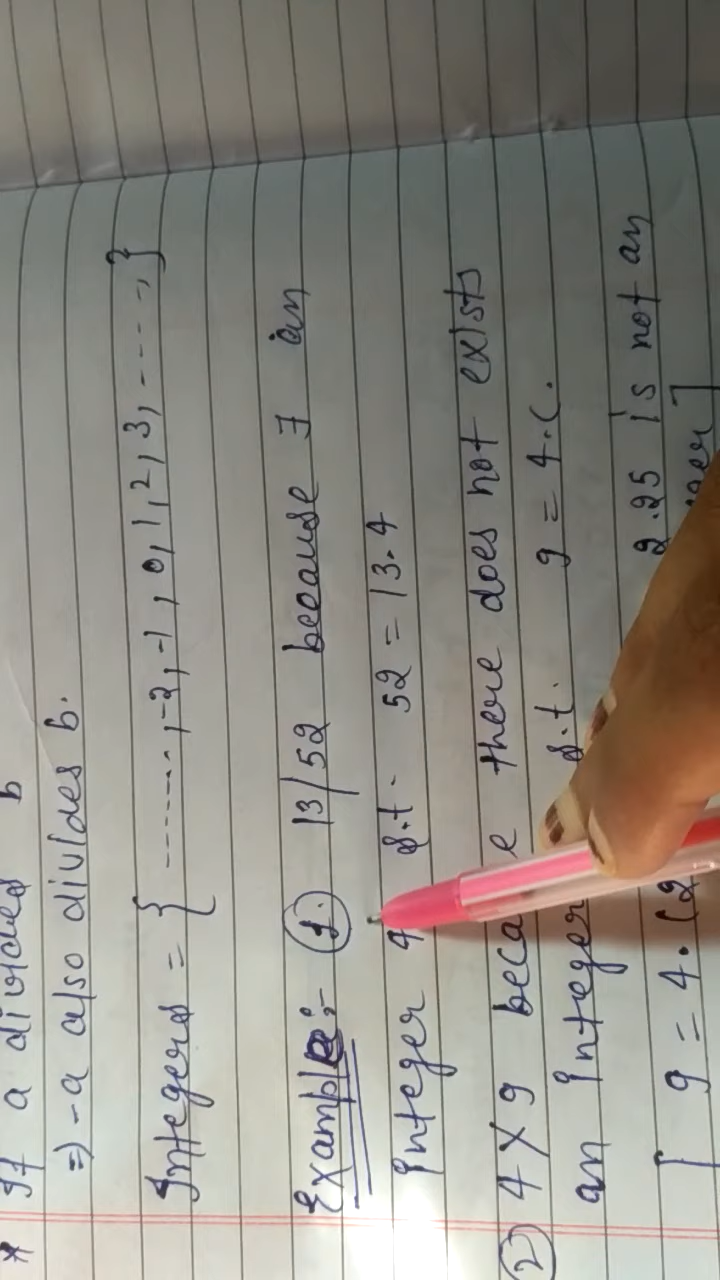 * If a divides b
⇒ -a also divides b.
Integers = { ......., -2, -1, 0, 1, 2, 3, - - - -, }
Example:- 1. 13/52 because ∃ an
Integer 4 s.t. 52 = 13.4
2) 4 X 9 because there does not exists
an Integer s.t. 9 = 4.c.
[ 9 = 4. (2.25 is not an
]